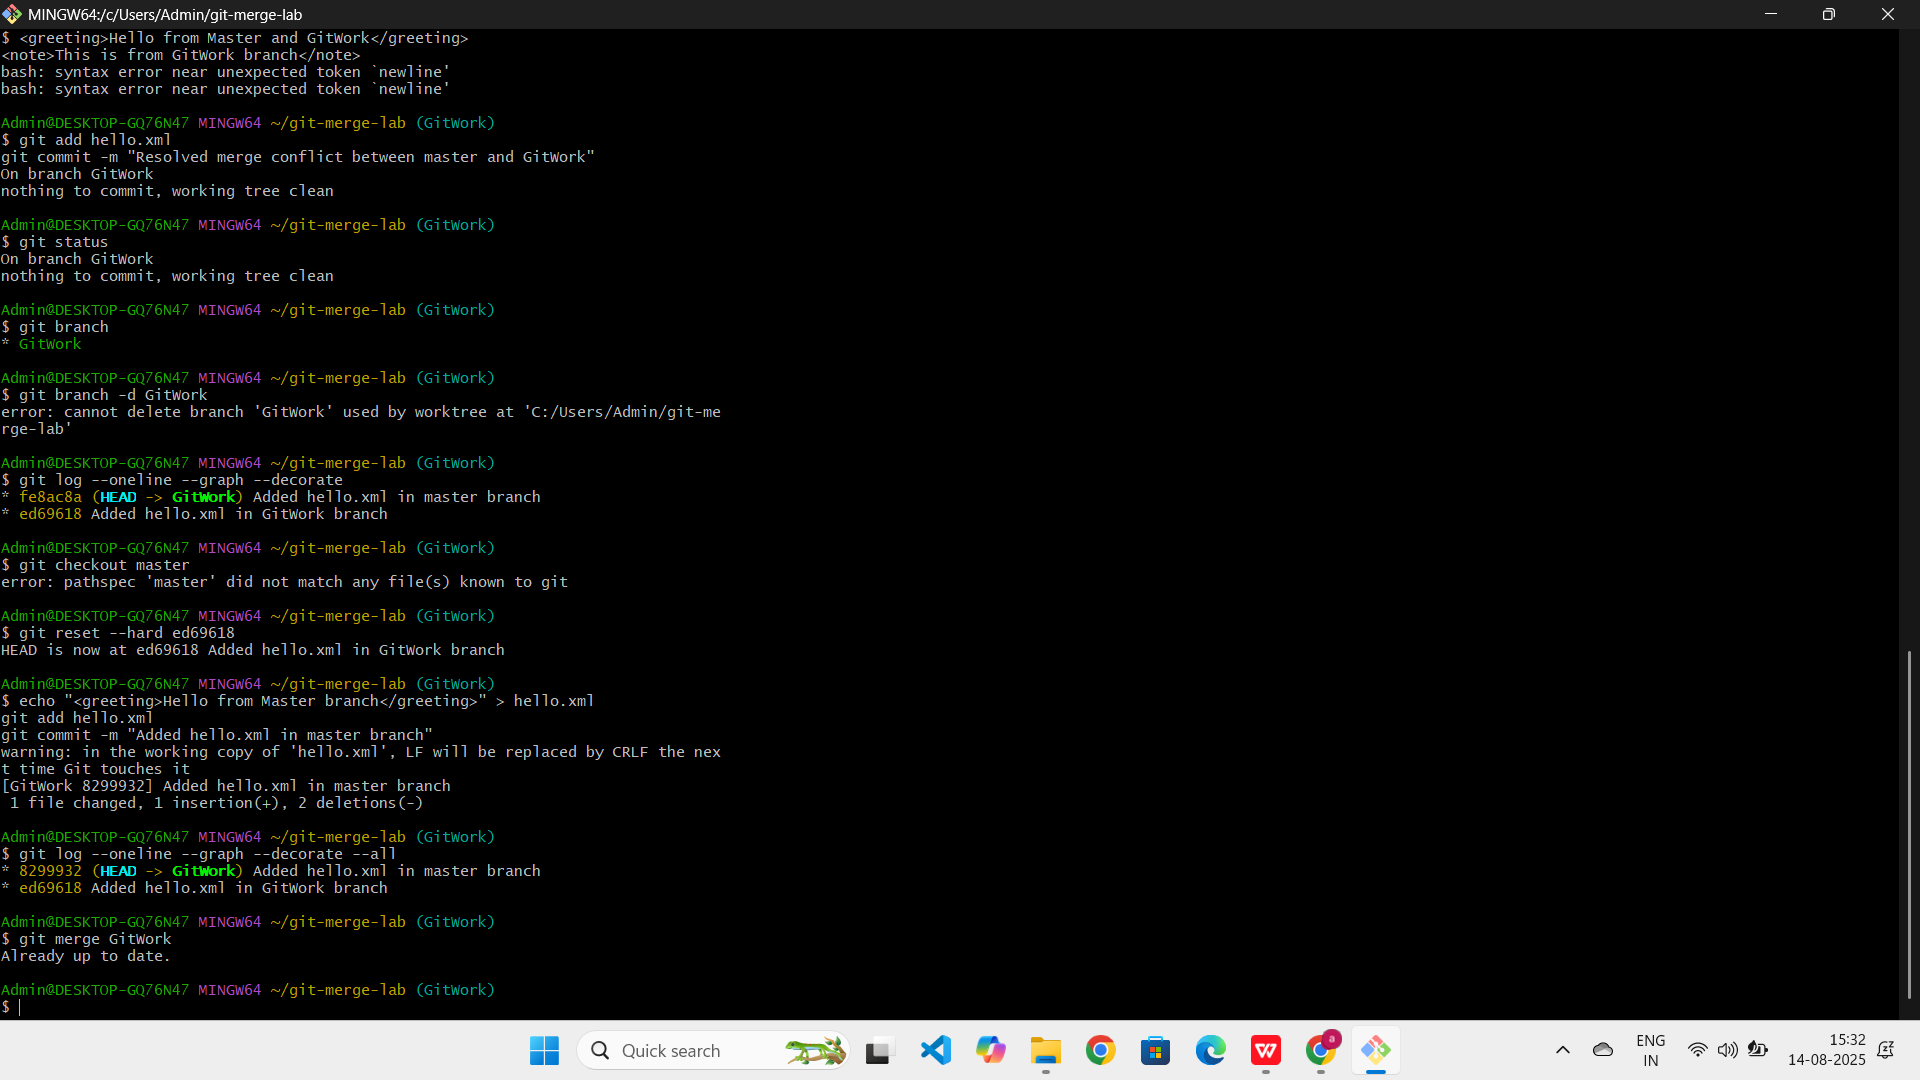 MINGW64:/c/Users/Admin/git-merge-lab
$ <greeting>Hello from Master and GitWork</greeting>
<note>This is from GitWork branch</note>
bash: syntax error near unexpected token `newline'
bash: syntax error near unexpected token `newline'
Admin@DESKTOP-GQ76N47 MINGW64 ~/git-merge-lab (GitWork)
$ git add hello.xml
git commit -m "Resolved merge conflict between master and GitWork"
On branch GitWork
nothing to commit, working tree clean
Admin@DESKTOP-GQ76N47 MINGW64 ~/git-merge-lab (GitWork)
$ git status
On branch GitWork
nothing to commit, working tree clean
Admin@DESKTOP-GQ76N47 MINGW64 ~/git-merge-lab (GitWork)
$ git branch
* GitWork
Admin@DESKTOP-GQ76N47 MINGW64 ~/git-merge-lab (GitWork)
$ git branch -d GitWork
error: cannot delete branch 'GitWork' used by worktree at 'C:/Users/Admin/git-me
rge-lab'
Admin@DESKTOP-GQ76N47 MINGW64 ~/git-merge-lab (GitWork)
$ git log --oneline --graph --decorate
* fe8ac8a (HEAD -> GitWork) Added hello.xml in master branch
* ed69618 Added hello.xml in GitWork branch
Admin@DESKTOP-GQ76N47 MINGW64 ~/git-merge-lab (GitWork)
$ git checkout master
error: pathspec 'master' did not match any file(s) known to git
Admin@DESKTOP-GQ76N47 MINGW64 ~/git-merge-lab (GitWork)
$ git reset --hard ed69618
HEAD is now at ed69618 Added hello.xml in GitWork branch
Admin@DESKTOP-GQ76N47 MINGW64 ~/git-merge-lab (GitWork)
$ echo "<greeting>Hello from Master branch</greeting>" > hello.xml
git add hello.xml
git commit -m "Added hello.xml in master branch"
warning: in the working copy of 'hello.xml', LF will be replaced by CRLF the nex
t time Git touches it
[GitWork 8299932] Added hello.xml in master branch
 1 file changed, 1 insertion(+), 2 deletions(-)
Admin@DESKTOP-GQ76N47 MINGW64 ~/git-merge-lab (GitWork)
$ git log --oneline --graph --decorate --all
* 8299932 (HEAD -> GitWork) Added hello.xml in master branch
* ed69618 Added hello.xml in GitWork branch
Admin@DESKTOP-GQ76N47 MINGW64 ~/git-merge-lab (GitWork)
$ git merge GitWork
Already up to date.
Admin@DESKTOP-GQ76N47 MINGW64 ~/git-merge-lab (GitWork)
$
Quick search
a
ENG
IN
15:32
14-08-2025